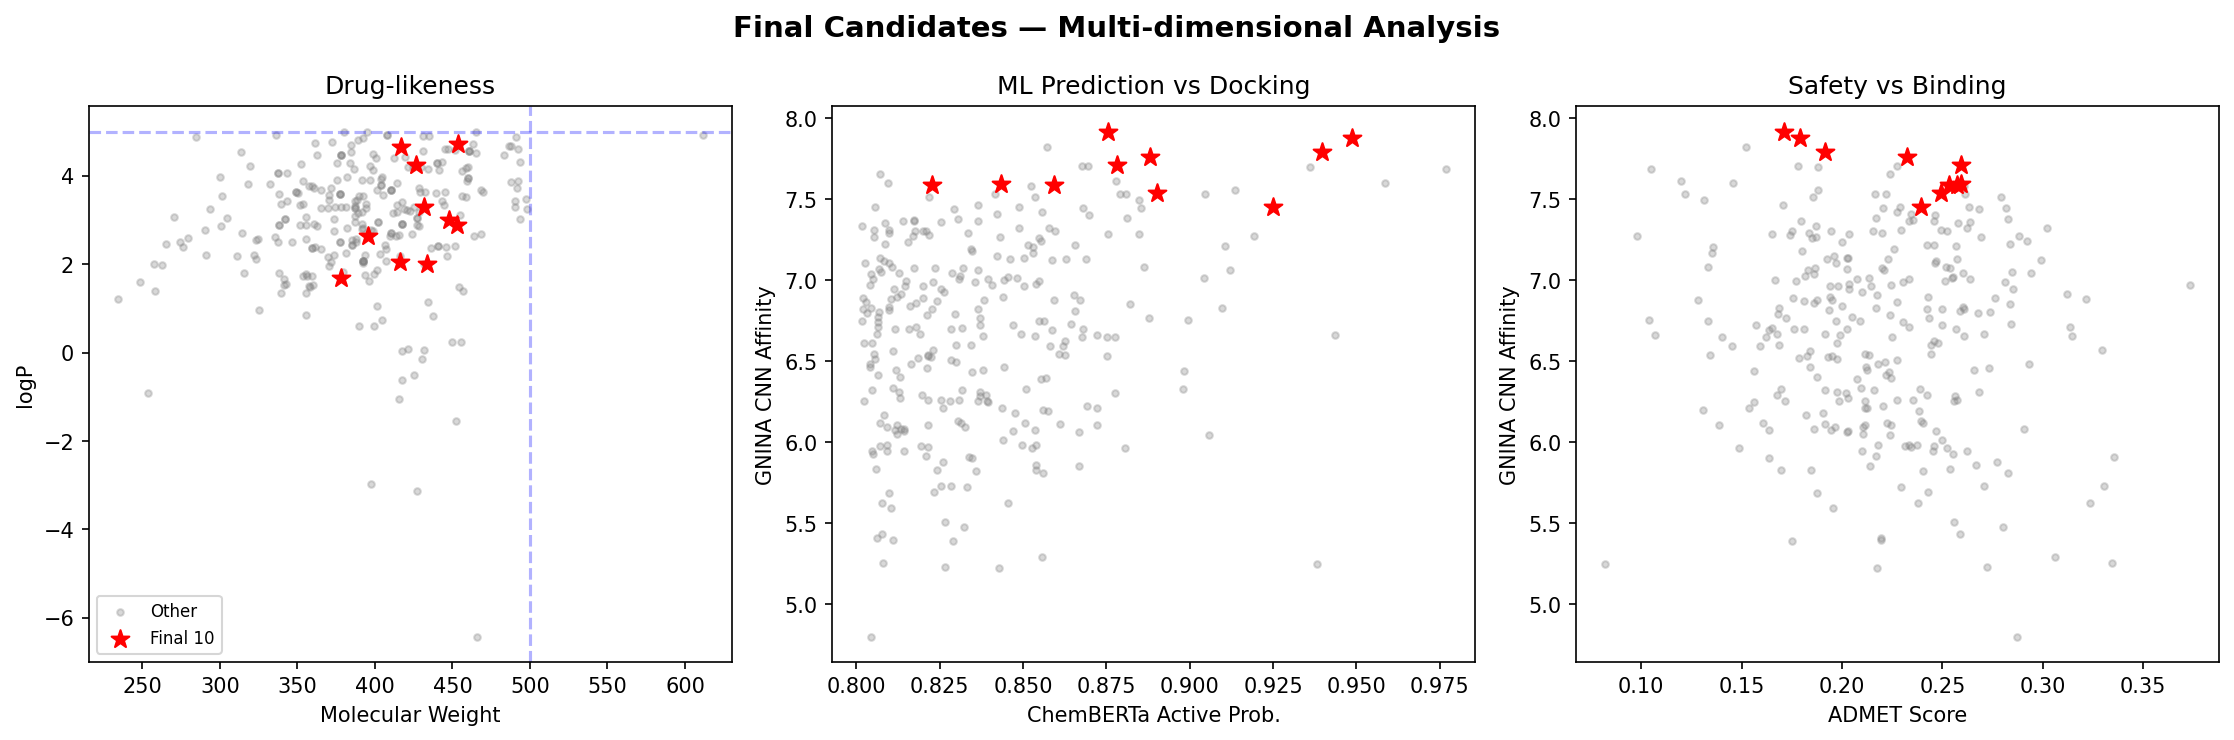 Final Candidates — Multi-dimensional Analysis
Drug-likeness
logP
4
2
0
−2
−4
−6
Other
Final 10
250 300 350 400 450 500 550 600
Molecular Weight
ML Prediction vs Docking
GNINA CNN Affinity
8.0
7.5
7.0
6.5
6.0
5.5
5.0
0.800 0.825 0.850 0.875 0.900 0.925 0.950 0.975
ChemBERTa Active Prob.
Safety vs Binding
GNINA CNN Affinity
8.0
7.5
7.0
6.5
6.0
5.5
5.0
0.10 0.15 0.20 0.25 0.30 0.35
ADMET Score